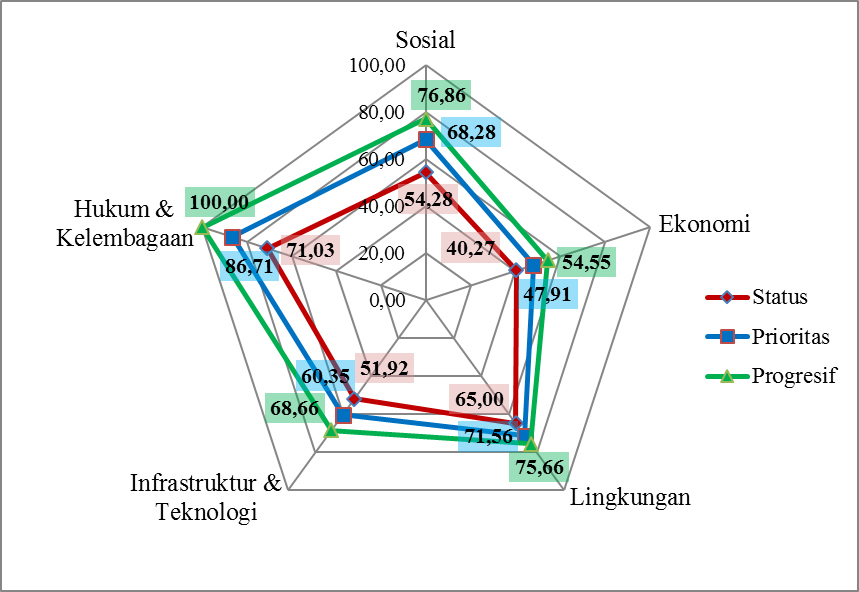 Sosial
100,00
76,86
80,00
68,28
60,00
54,28
40,00
20,00
0,00
100,00
Hukum &
Kelembagaan
71,03
86,71
40,27
Ekonomi
54,55
47,91
Status
Prioritas
Progresif
60,35
51,92
68,66
65,00
71,56
75,66
Infrastruktur &
Teknologi
Lingkungan